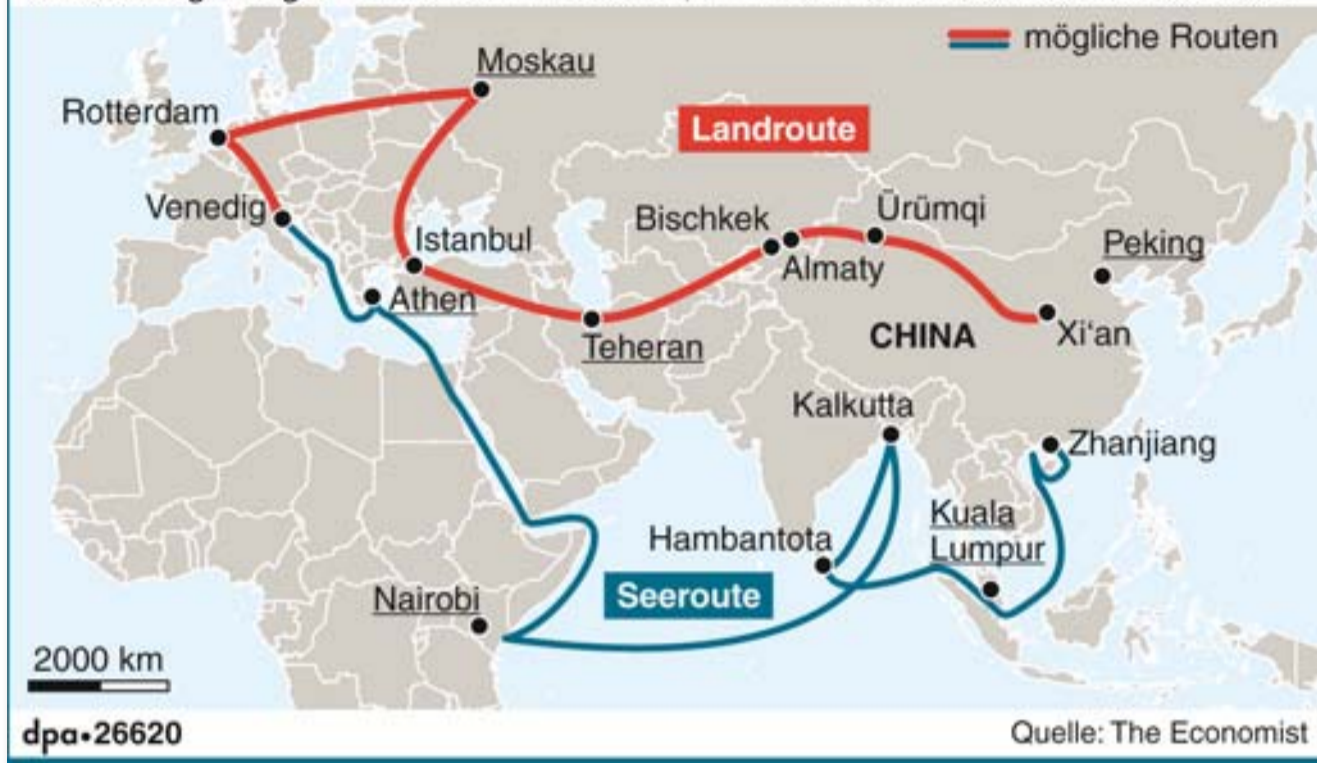 mögliche Routen
Moskau
Rotterdam
Landroute
Venedig
Istanbul
Bischkek
Ürümqi
Almaty
Peking
Athen
Teheran
CHINA
Xi‘an
Kalkutta
Zhanjiang
Hambantota
Kuala
Lumpur
Seeroute
Nairobi
2000 km
dpa•26620
Quelle: The Economist